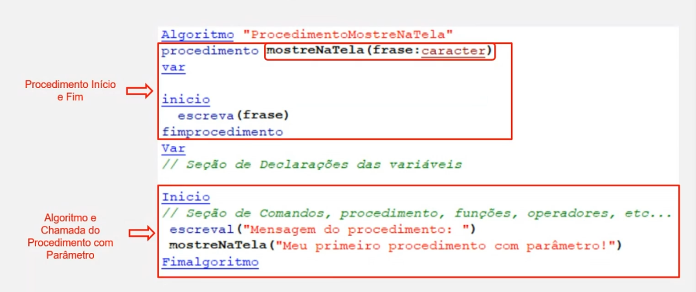 Algoritmo "ProcedimentoMostreNaTela"
procedimento mostreNaTela(frase:caracter)
var
Procedimento Início
e Fim
inicio
escreva(frase)
fimprocedimento
Var
// Seção de Declarações das variáveis
Inicio
// Seção de Comandos, procedimento, funções, operadores, etc...
escreval("Mensagem do procedimento: ")
mostreNaTela("Meu primeiro procedimento com parâmetro!")
Fimalgoritmo
Algoritmo e
Chamada do
Procedimento com
Parâmetro